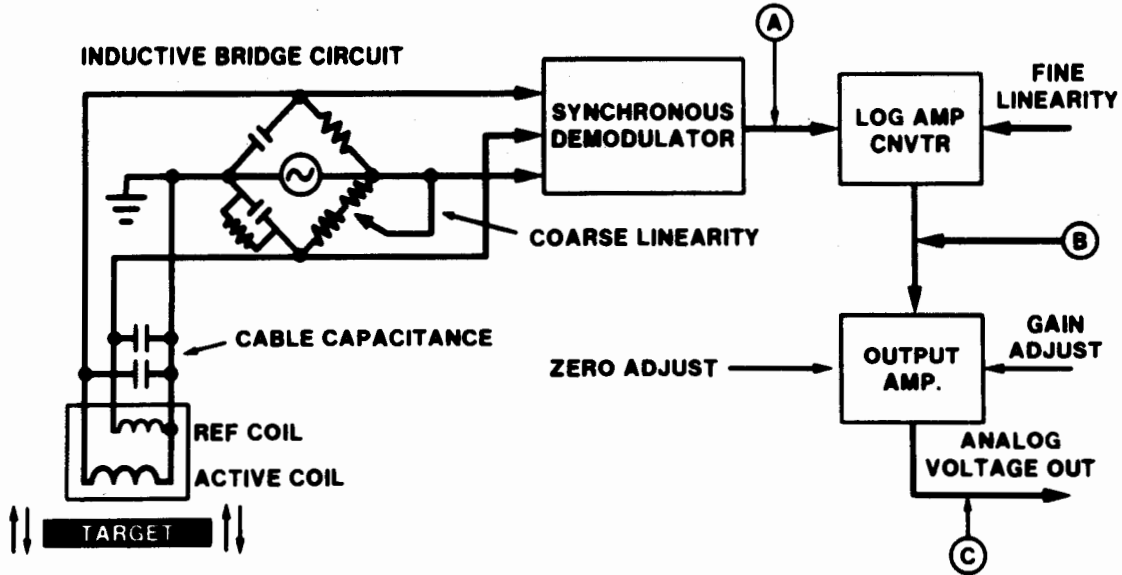 A
INDUCTIVE BRIDGE CIRCUIT
SYNCHRONOUS
DEMODULATOR
LOG AMP
CNVTR
FINE
LINEARITY
COARSE LINEARITY
B
CABLE CAPACITANCE
ZERO ADJUST
OUTPUT
AMP.
GAIN
ADJUST
REF COIL
ACTIVE COIL
ANALOG
VOLTAGE OUT
TARGET
C